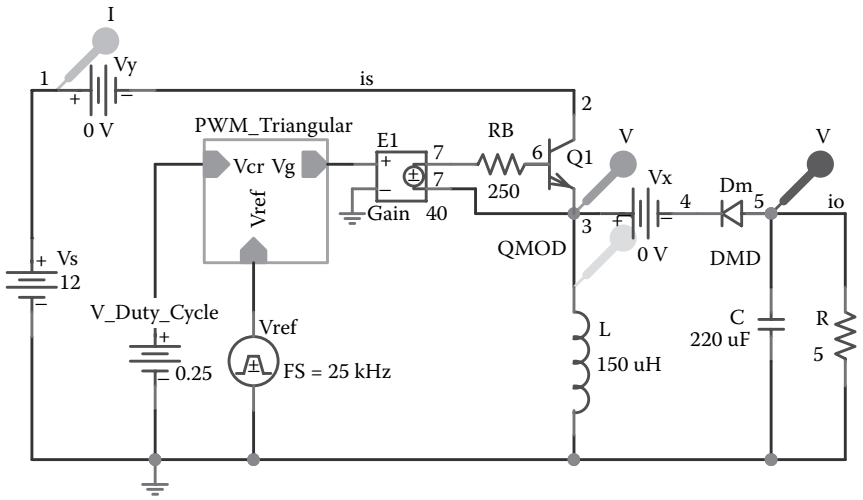 I
1
Vy
+
−
0 V
is
2
PWM_Triangular
Vcr
Vg
Vref
E1
+
−
±
Gain
40
7
7
RB
250
6
Q1
V
3
QMOD
Vx
+
−
0 V
4
Dm
5
DMD
V
io
Vs
+
12
−
V_Duty_Cycle
+
−
0.25
Vref
±
FS = 25 kHz
L
150 uH
C
220 uF
R
5